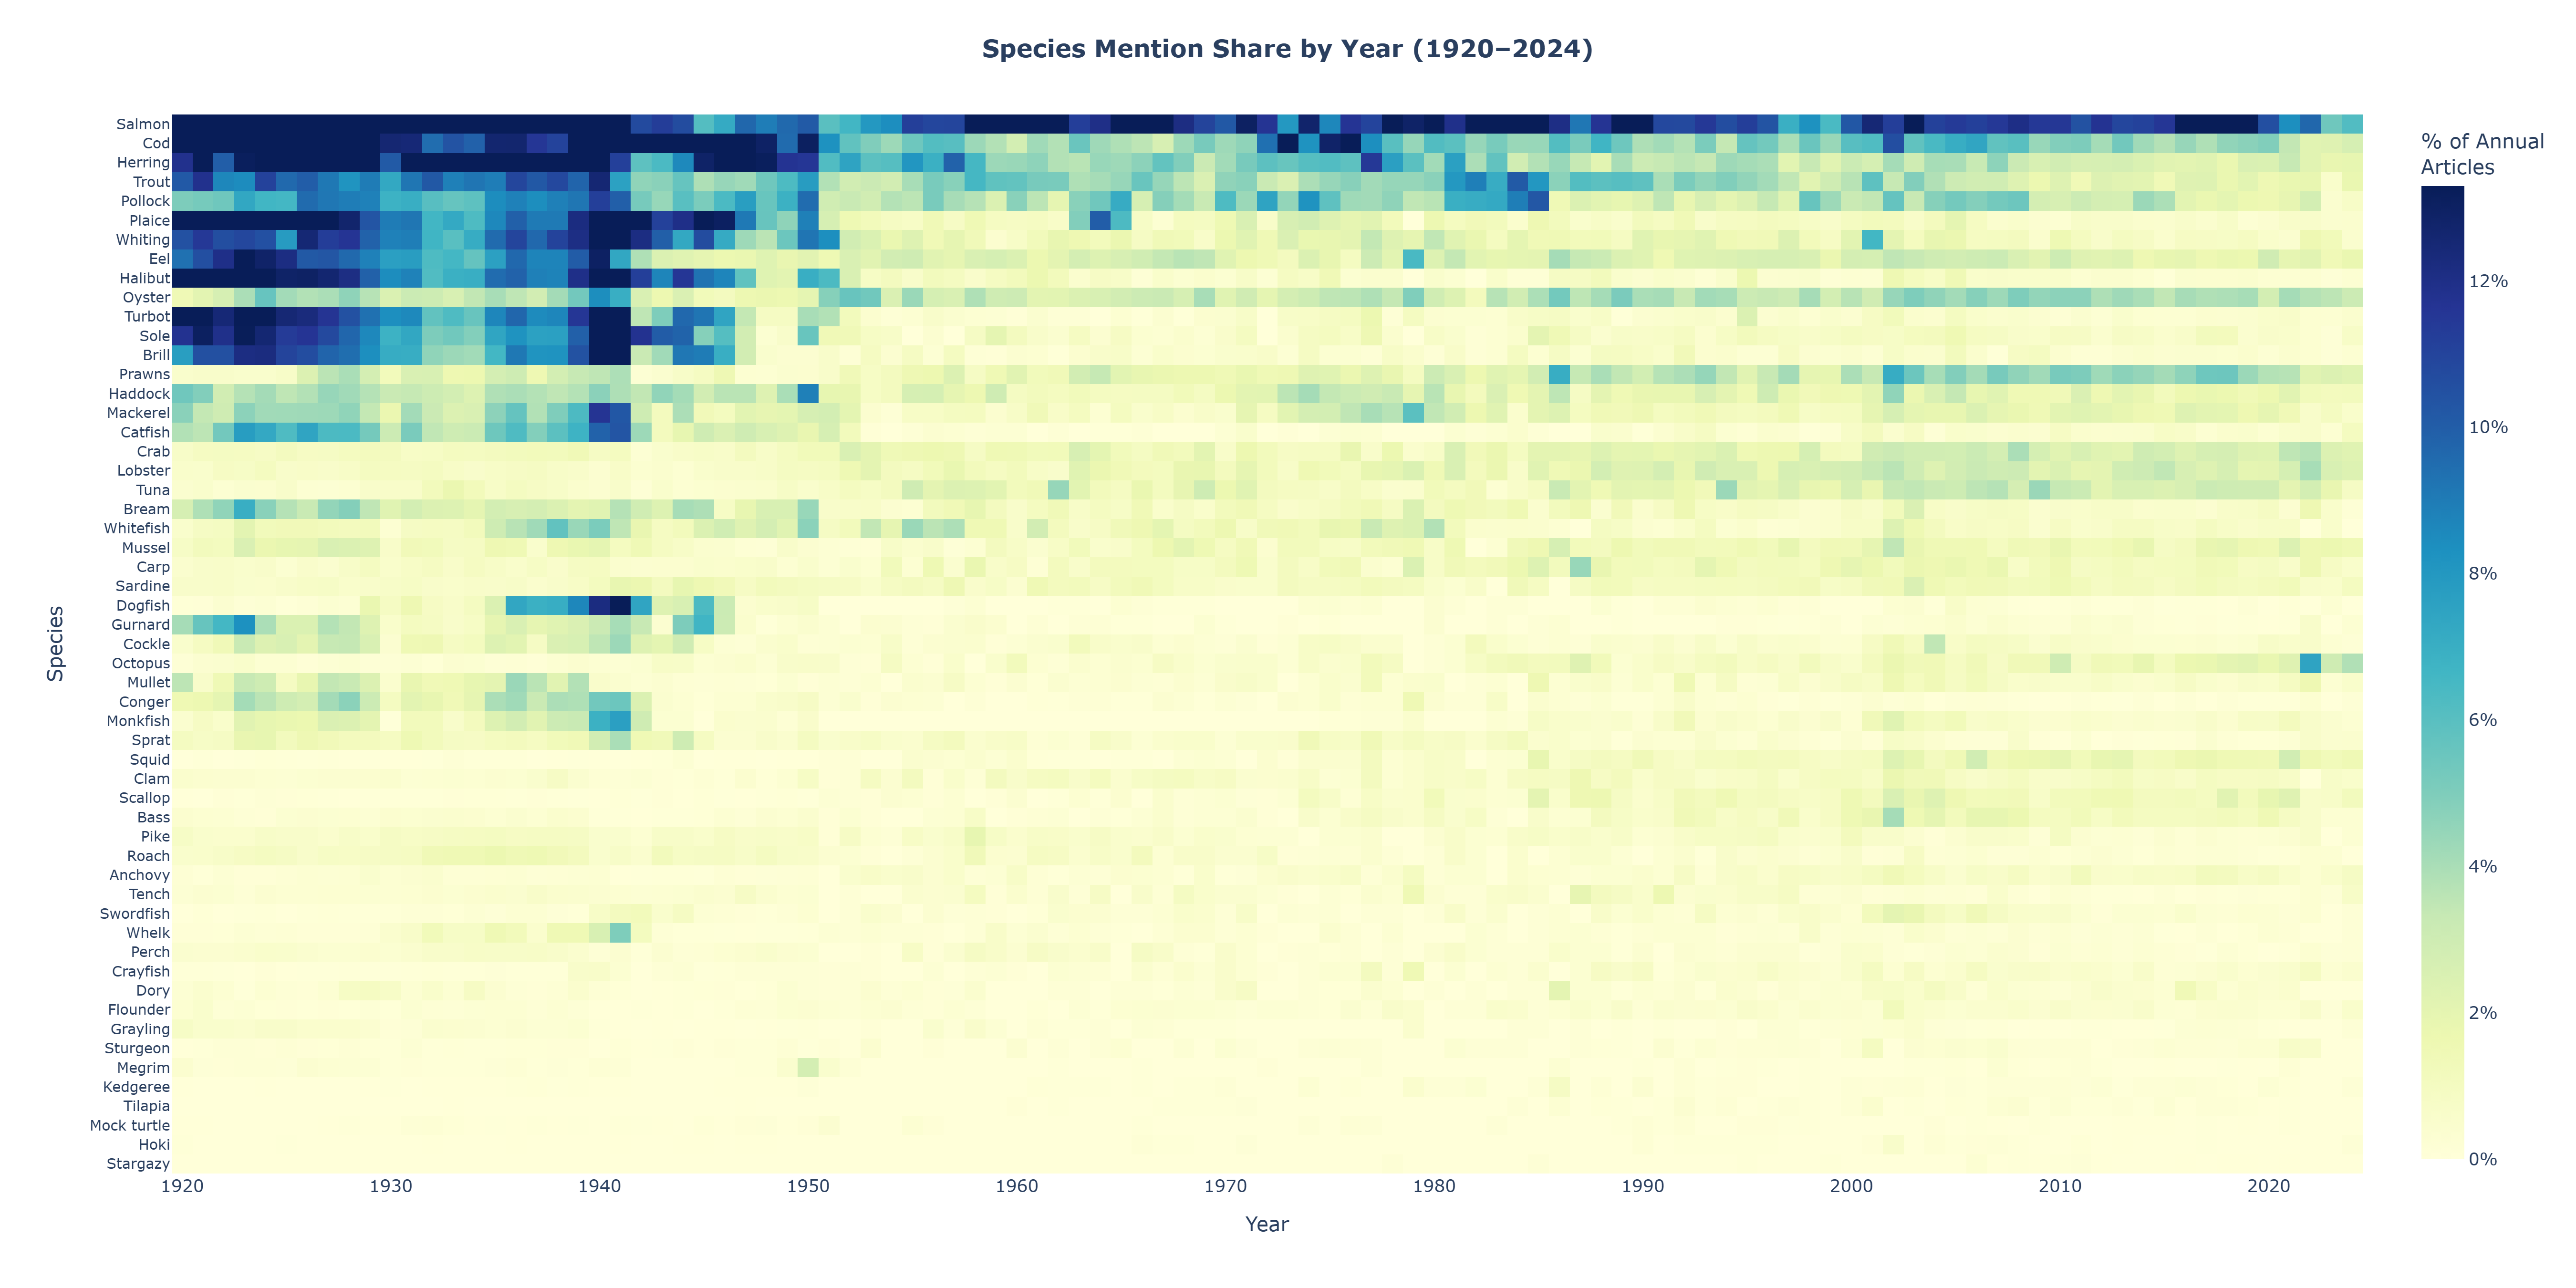 Species Mention Share by Year (1920−2024)
% of Annual
Articles
Salmon
Cod
Herring
Trout
Pollock
Plaice
Whiting
Eel
Halibut
Oyster
Turbot
Sole
Brill
Prawns
Haddock
Mackerel
Catfish
Crab
Lobster
Tuna
Bream
Whitefish
Mussel
Carp
Sardine
Dogfish
Gurnard
Cockle
Octopus
Mullet
Conger
Monkfish
Sprat
Squid
Clam
Scallop
Bass
Pike
Roach
Anchovy
Tench
Swordfish
Whelk
Perch
Crayfish
Dory
Flounder
Grayling
Sturgeon
Megrim
Kedgeree
Tilapia
Mock turtle
Hoki
Stargazy
Species
12%
10%
8%
6%
4%
2%
0%
1920 1930 1940 1950 1960 1970 1980 1990 2000 2010 2020
Year